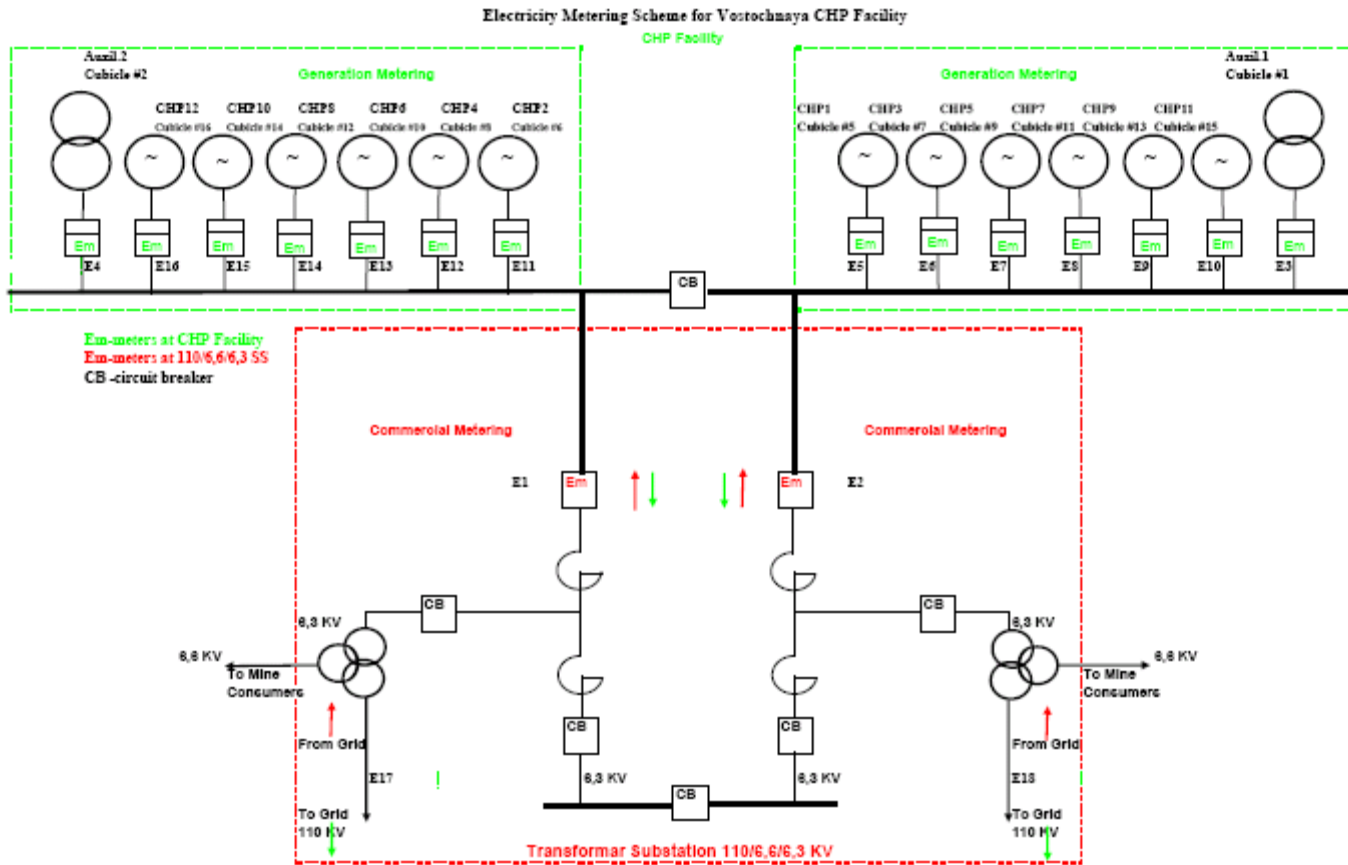 Electricity Metering Scheme for Vostochnaya CHP Facility
CHP Facility
Auxil.2
Cubicle #2
Generation Metering
CHP12 CHP10 CHP8 CHP6 CHP4 CHP2
Cubicle #16 Cubicle #14 Cubicle #12 Cubicle #10 Cubicle #8 Cubicle #6
~ ~ ~ ~ ~ ~
Em Em Em Em Em Em Em
E4 E16 E15 E14 E13 E12 E11
Auxil.1
Cubicle #1
Generation Metering
CHP1 CHP3 CHP5 CHP7 CHP9 CHP11
Cubicle #5 Cubicle #7 Cubicle #9 Cubicle #11 Cubicle #13 Cubicle #15
~ ~ ~ ~ ~ ~
Em Em Em Em Em Em Em
E5 E6 E7 E8 E9 E10 E3
CB
Em-meters at CHP Facility
Em-meters at 110/6,6/6,3 SS
CB -circuit breaker
Commercial Metering
Commercial Metering
E1
Em
Em
E2
CB
CB
6,3 KV
6,3 KV
6,6 KV
To Mine
Consumers
6,6 KV
To Mine
Consumers
CB
CB
From Grid
From Grid
E17
6,3 KV
6,3 KV
E18
CB
To Grid
110 KV
To Grid
110 KV
Transformar Substation 110/6,6/6,3 KV